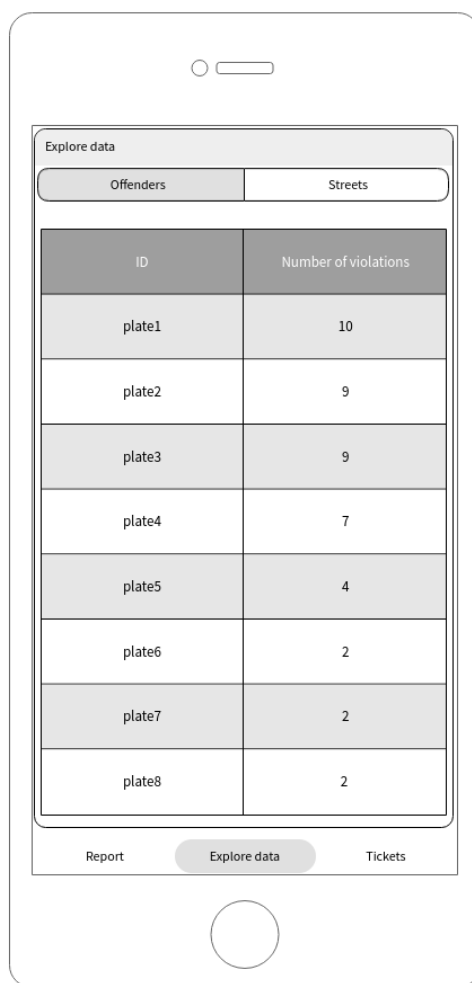 Explore data
Offenders Streets
ID Number of violations
plate1 10
plate2 9
plate3 9
plate4 7
plate5 4
plate6 2
plate7 2
plate8 2
Report Explore data Tickets